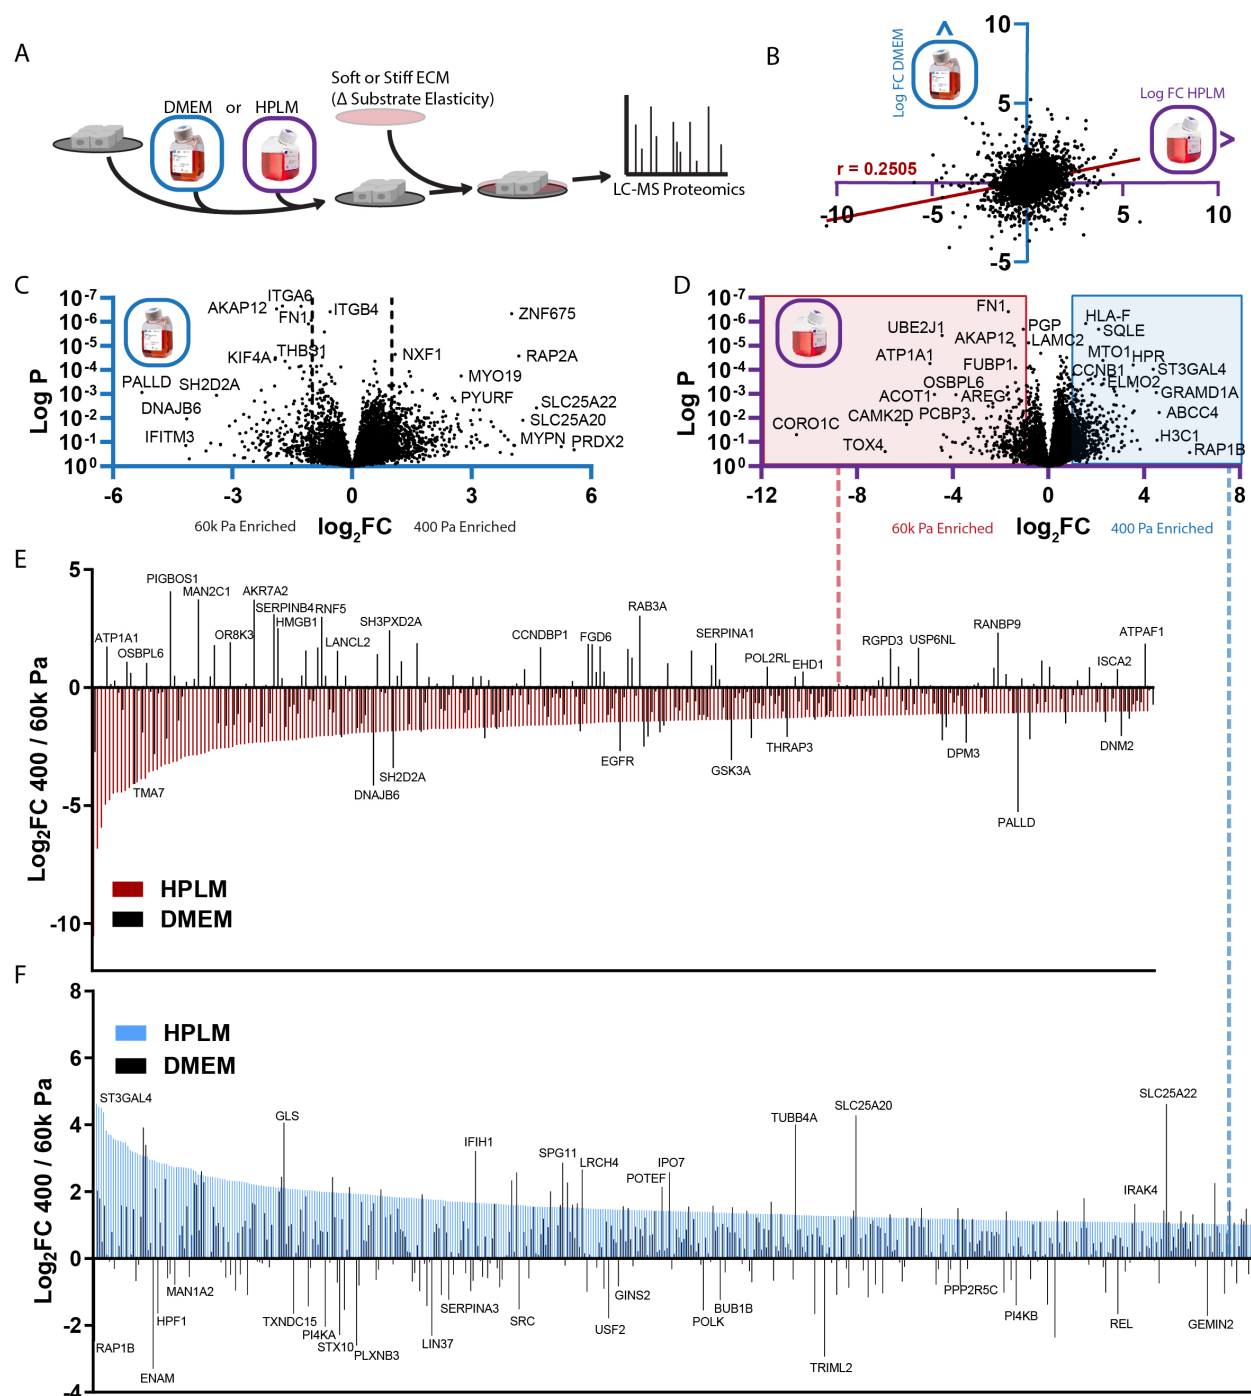 A
DMEM or HPLM
Soft or Stiff ECM
(Δ Substrate Elasticity)
LC-MS Proteomics
B
Log FC DMEM
Log FC HPLM
r = 0.2505
10
5
-10
-5
5
10
-5
C
Log P
10-7
10-6
10-5
10-4
10-3
10-2
10-1
100
ITGA6
AKAP12
FN1
ITGB4
ZNF675
KIF4A
THBS1
NXF1
RAP2A
PALLD
SH2D2A
MYO19
DNAJB6
PYURF
SLC25A22
SLC25A20
IFITM3
MYPN
PRDX2
-6
-3
0
3
6
60k Pa Enriched
log2FC
400 Pa Enriched
D
Log P
10-7
10-6
10-5
10-4
10-3
10-2
10-1
100
FN1
UBE2J1
AKAP12
PGP
LAMC2
HLA-F
SQLE
ATP1A1
FUBP1
MTO1
HPR
CCNB1
ST3GAL4
OSBPL6
ELMO2
ACOT1
AREG
GRAMD1A
CAMK2D
PCBP3
ABCC4
CORO1C
TOX4
H3C1
RAP1B
-12
-8
-4
0
4
8
60k Pa Enriched
log2FC
400 Pa Enriched
E
Log2FC 400 / 60k Pa
5
0
-5
-10
PIGBOS1
MAN2C1
AKR7A2
SERPINB4
RNF5
HMGB1
ATP1A1
OSBPL6
OR8K3
LANCL2
SH3PXD2A
CCNDBP1
FGD6
RAB3A
SERPINA1
POL2RL
EHD1
RGPD3
USP6NL
RANBP9
ISCA2
ATPAF1
TMA7
DNAJB6
SH2D2A
EGFR
GSK3A
THRAP3
DPM3
PALLD
DNM2
HPLM
DMEM
F
Log2FC 400 / 60k Pa
8
6
4
2
0
-2
-4
HPLM
DMEM
ST3GAL4
GLS
IFIH1
SPG11
LRCH4
POTEF
IPO7
TUBB4A
SLC25A20
IRAK4
SLC25A22
MAN1A2
HPF1
RAP1B
ENAM
TXNDC15
PI4KA
STX10
PLXNB3
LIN37
SERPINA3
SRC
USF2
GINS2
POLK
BUB1B
TRIML2
PPP2R5C
PI4KB
REL
GEMIN2